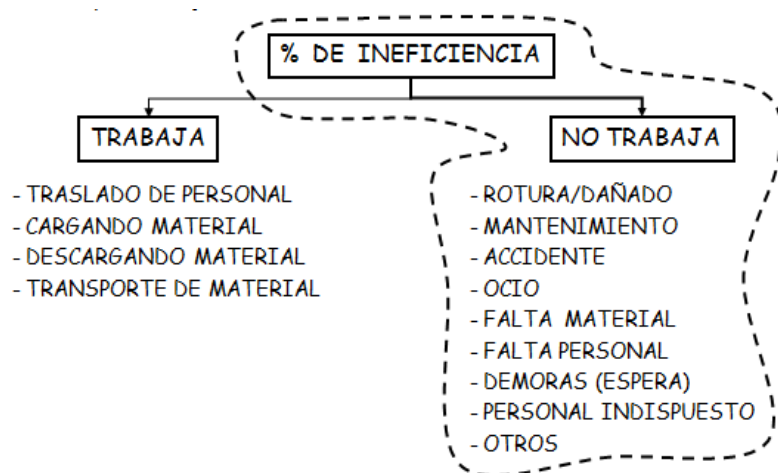 % DE INEFICIENCIA
TRABAJA
- TRASLADO DE PERSONAL
- CARGANDO MATERIAL
- DESCARGANDO MATERIAL
- TRANSPORTE DE MATERIAL
NO TRABAJA
- ROTURA/DAÑADO
- MANTENIMIENTO
- ACCIDENTE
- OCIO
- FALTA MATERIAL
- FALTA PERSONAL
- DEMORAS (ESPERA)
- PERSONAL INDISPUESTO
- OTROS